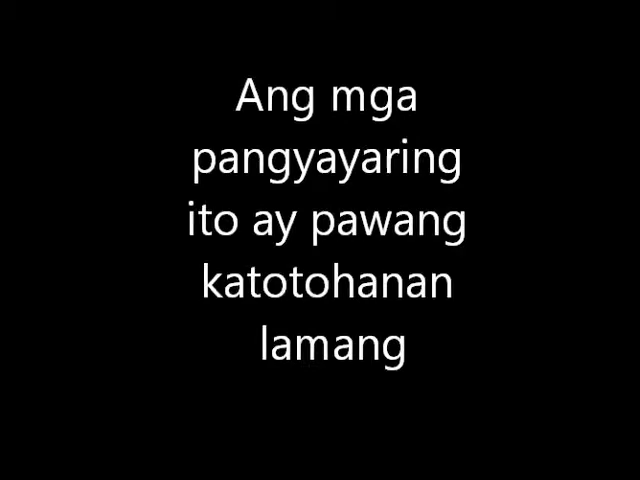 Ang mga
pangyayaring
ito ay pawang
katotohanan
lamang